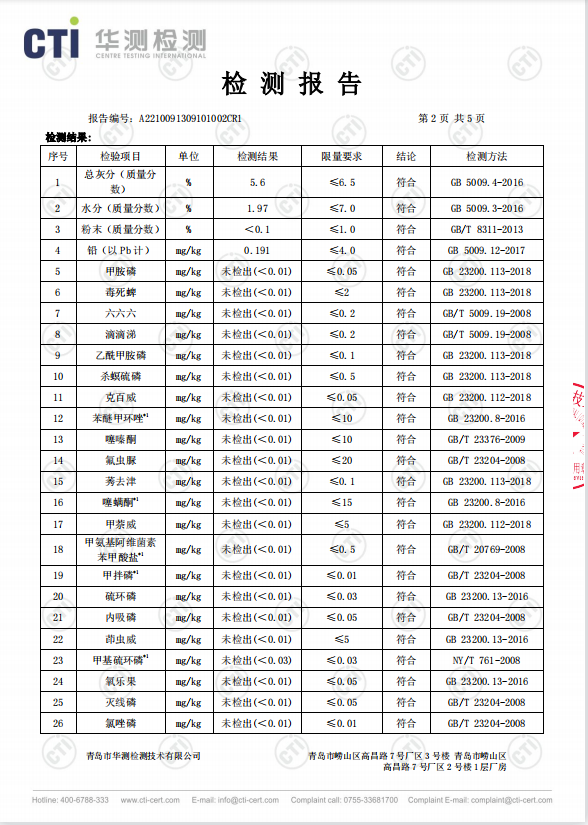 CTI 华测检测
CENTRE TESTING INTERNATIONAL
检 测 报 告
报告编号: A2210091309101002CR1 第 2 页 共 5 页
检测结果:
序号 检验项目 单位 检测结果 限量要求 结论 检测方法
1 总灰分(质量分数) % 5.6 ≤6.5 符合 GB 5009.4-2016
2 水分(质量分数) % 1.97 ≤7.0 符合 GB 5009.3-2016
3 粉末(质量分数) % <0.1 ≤1.0 符合 GB/T 8311-2013
4 铅(以 Pb 计) mg/kg 0.191 ≤4.0 符合 GB 5009.12-2017
5 甲胺磷 mg/kg 未检出(<0.01) ≤0.05 符合 GB 23200.113-2018
6 毒死蜱 mg/kg 未检出(<0.01) ≤2 符合 GB 23200.113-2018
7 六六六 mg/kg 未检出(<0.01) ≤0.2 符合 GB/T 5009.19-2008
8 滴滴涕 mg/kg 未检出(<0.01) ≤0.2 符合 GB/T 5009.19-2008
9 乙酰甲胺磷 mg/kg 未检出(<0.01) ≤0.1 符合 GB 23200.113-2018
10 杀螟硫磷 mg/kg 未检出(<0.01) ≤0.5 符合 GB 23200.113-2018
11 克百威 mg/kg 未检出(<0.01) ≤0.05 符合 GB 23200.112-2018
12 苯醚甲环唑*1 mg/kg 未检出(<0.01) ≤10 符合 GB 23200.8-2016
13 噻嗪酮 mg/kg 未检出(<0.01) ≤10 符合 GB/T 23376-2009
14 氟虫脲 mg/kg 未检出(<0.01) ≤20 符合 GB/T 23204-2008
15 莠去津 mg/kg 未检出(<0.01) ≤0.1 符合 GB 23200.113-2018
16 噻螨酮*1 mg/kg 未检出(<0.01) ≤15 符合 GB 23200.8-2016
17 甲萘威 mg/kg 未检出(<0.01) ≤5 符合 GB 23200.112-2018
18 甲氨基阿维菌素苯甲酸盐*1 mg/kg 未检出(<0.01) ≤0.5 符合 GB/T 20769-2008
19 甲拌磷*1 mg/kg 未检出(<0.01) ≤0.01 符合 GB/T 23204-2008
20 硫环磷 mg/kg 未检出(<0.01) ≤0.03 符合 GB 23200.13-2016
21 内吸磷 mg/kg 未检出(<0.01) ≤0.05 符合 GB/T 23204-2008
22 茚虫威 mg/kg 未检出(<0.01) ≤5 符合 GB 23200.13-2016
23 甲基硫环磷*1 mg/kg 未检出(<0.03) ≤0.03 符合 NY/T 761-2008
24 氧乐果 mg/kg 未检出(<0.01) ≤0.05 符合 GB 23200.13-2016
25 灭线磷 mg/kg 未检出(<0.01) ≤0.05 符合 GB/T 23204-2008
26 氯唑磷 mg/kg 未检出(<0.01) ≤0.01 符合 GB/T 23204-2008
青岛市华测检测技术有限公司 青岛市崂山区高昌路 7 号厂区 3 号楼 青岛市崂山区
高昌路 7 号厂区 2 号楼 1 层厂房
Hotline: 400-6788-333 www.cti-cert.com E-mail: info@cti-cert.com Complaint call: 0755-33681700 Complaint E-mail: complaint@cti-cert.com